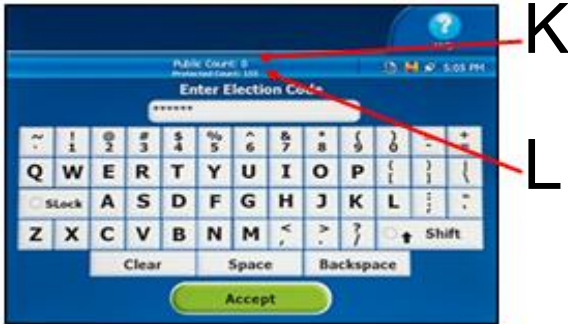 K
Public Count: 0
Protected Count: 155
5:05 PM
Enter Election Code
******
L
~ ! @ # $ % ^ & * ( ) - +
` 1 2 3 4 5 6 7 8 9 0 =
Q W E R T Y U I O P { } |
[ ] \
SLock A S D F G H J K L : "
; '
Z X C V B N M < > ? Shift
, . /
Clear Space Backspace
Accept